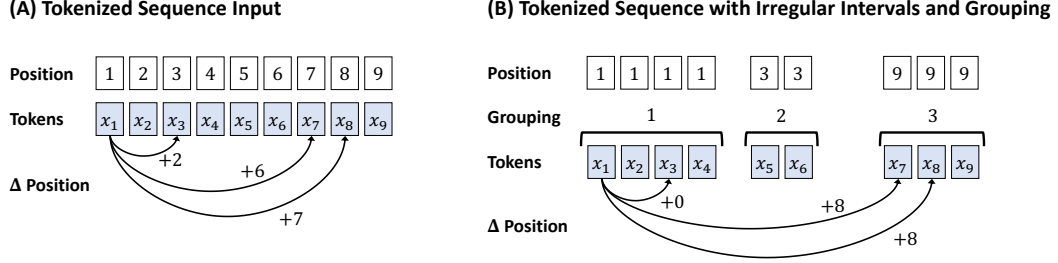 (A) Tokenized Sequence Input
Position 1 2 3 4 5 6 7 8 9
Tokens x₁ x₂ x₃ x₄ x₅ x₆ x₇ x₈ x₉
+2
+6
Δ Position
+7
(B) Tokenized Sequence with Irregular Intervals and Grouping
Position 1 1 1 1 3 3 9 9 9
Grouping 1 2 3
Tokens x₁ x₂ x₃ x₄ x₅ x₆ x₇ x₈ x₉
+0
+8
Δ Position
+8